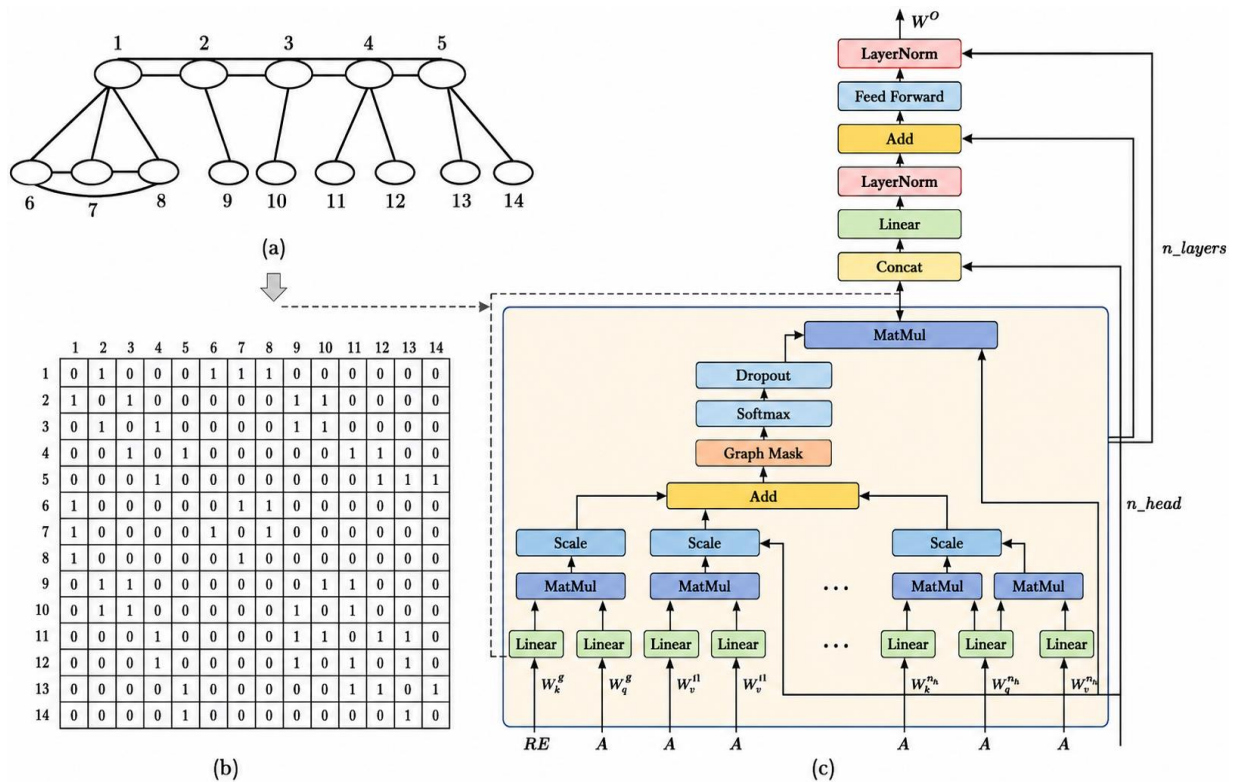 1 2 3 4 5
6 7 8 9 10 11 12 13 14
(a)
1 2 3 4 5 6 7 8 9 10 11 12 13 14
1 0 1 0 0 0 1 1 1 0 0 0 0 0 0
2 1 0 1 0 0 0 0 0 1 1 0 0 0 0
3 0 1 0 1 0 0 0 0 1 1 0 0 0 0
4 0 0 1 0 1 0 0 0 0 0 1 1 0 0
5 0 0 0 1 0 0 0 0 0 0 0 1 1 1
6 1 0 0 0 0 0 1 1 0 0 0 0 0 0
7 1 0 0 0 0 1 0 1 0 0 0 0 0 0
8 1 0 0 0 0 0 1 0 0 0 0 0 0 0
9 0 1 1 0 0 0 0 0 0 1 1 0 0 0
10 0 1 1 0 0 0 0 0 1 0 1 0 0 0
11 0 0 0 1 0 0 0 0 1 1 0 1 1 0
12 0 0 0 1 0 0 0 0 1 0 1 0 1 0
13 0 0 0 0 1 0 0 0 0 0 1 1 0 1
14 0 0 0 0 1 0 0 0 0 0 0 0 1 0
(b)
W^O
LayerNorm
Feed Forward
Add
LayerNorm
Linear
n_layers
Concat
MatMul
Dropout
Softmax
Graph Mask
Add
n_head
Scale Scale Scale
MatMul MatMul ... MatMul MatMul
Linear Linear Linear Linear ... Linear Linear Linear
W_k^g W_q^g W_v^{f1} W_v^{f1} W_k^{n_h} W_q^{n_h} W_v^{n_h}
RE A A A A A A
(c)